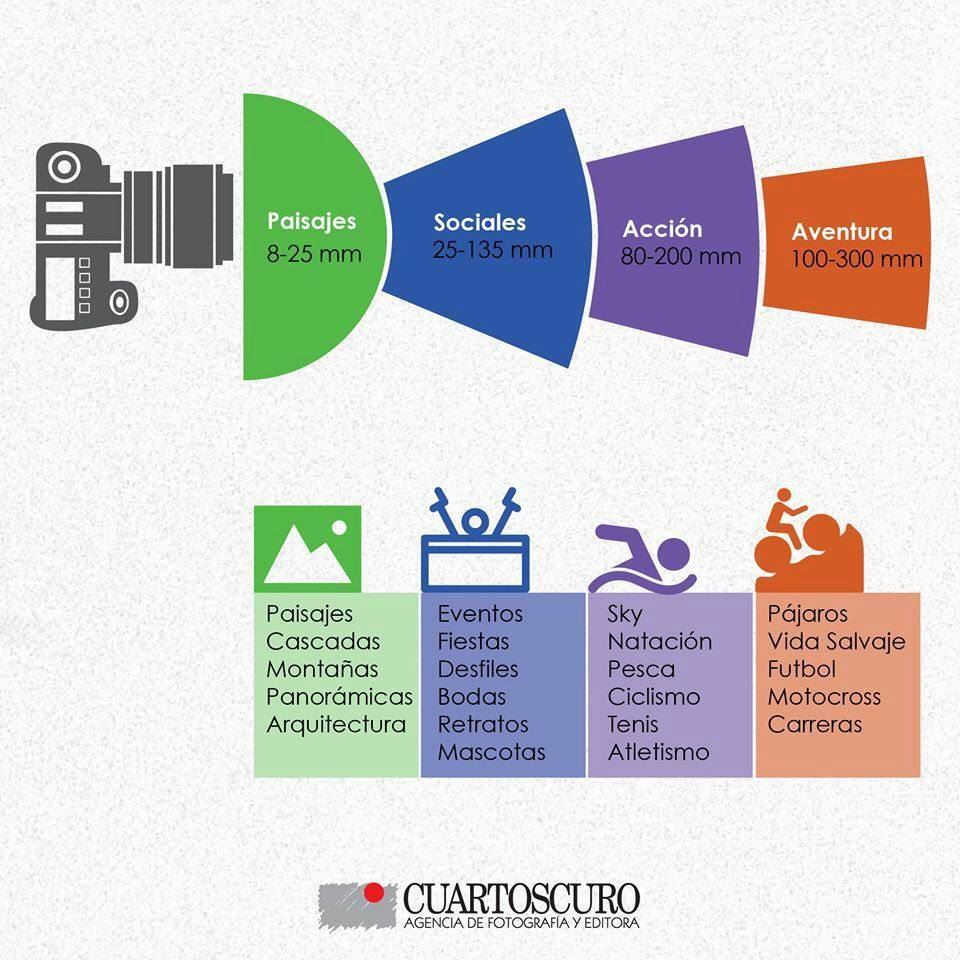 Paisajes
8-25 mm
Sociales
25-135 mm
Acción
80-200 mm
Aventura
100-300 mm
Paisajes
Cascadas
Montañas
Panorámicas
Arquitectura
Eventos
Fiestas
Desfiles
Bodas
Retratos
Mascotas
Sky
Natación
Pesca
Ciclismo
Tenis
Atletismo
Pájaros
Vida Salvaje
Futbol
Motocross
Carreras
CUARTOSCURO
AGENCIA DE FOTOGRAFÍA Y EDITORA